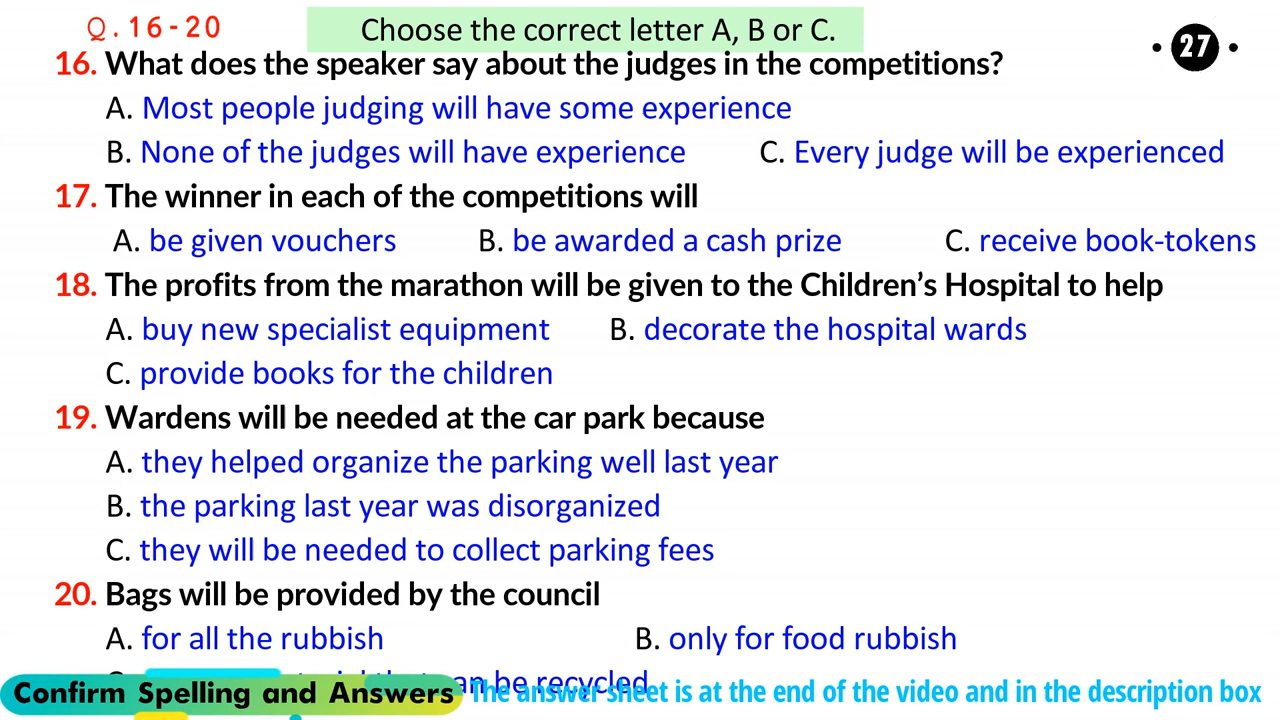 Q.16-20
Choose the correct letter A, B or C.
27
16. What does the speaker say about the judges in the competitions?
A. Most people judging will have some experience
B. None of the judges will have experience C. Every judge will be experienced
17. The winner in each of the competitions will
A. be given vouchers B. be awarded a cash prize C. receive book-tokens
18. The profits from the marathon will be given to the Children's Hospital to help
A. buy new specialist equipment B. decorate the hospital wards
C. provide books for the children
19. Wardens will be needed at the car park because
A. they helped organize the parking well last year
B. the parking last year was disorganized
C. they will be needed to collect parking fees
20. Bags will be provided by the council
A. for all the rubbish B. only for food rubbish
that can be recycled
Confirm Spelling and Answers The answer sheet is at the end of the video and in the description box